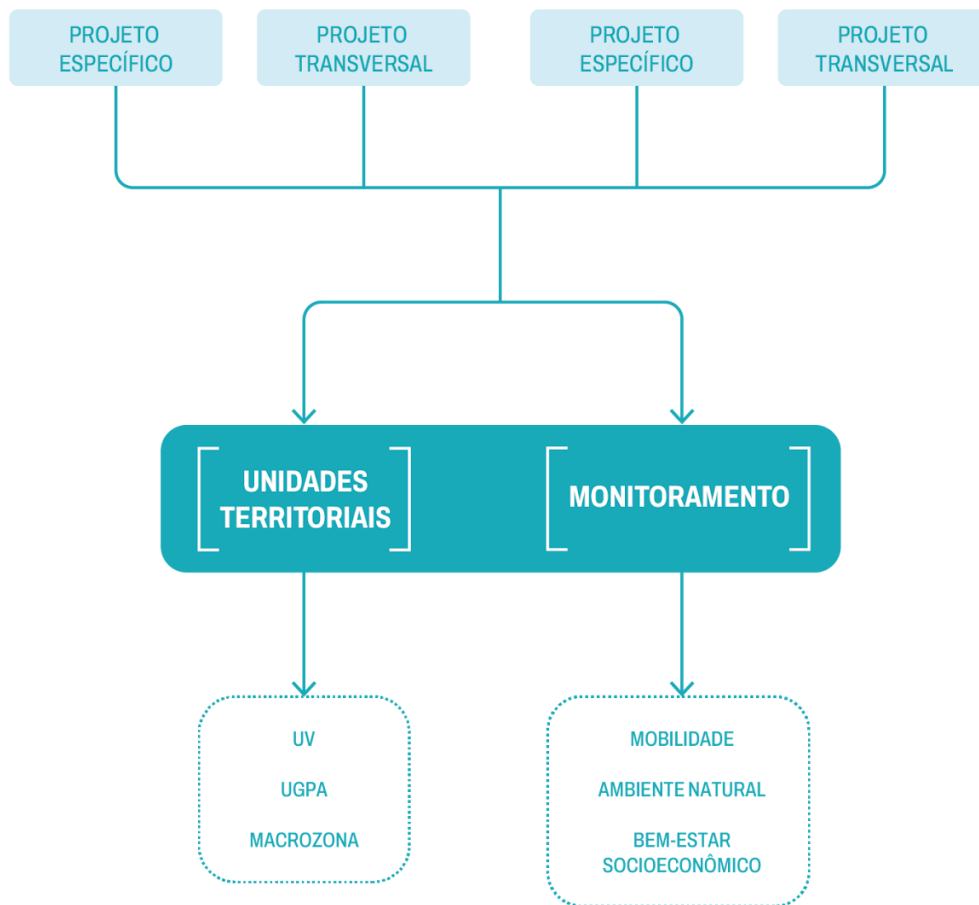 PROJETO
ESPECÍFICO
PROJETO
TRANSVERSAL
PROJETO
ESPECÍFICO
PROJETO
TRANSVERSAL
UNIDADES
TERRITORIAIS
MONITORAMENTO
UV
UGPA
MACROZONA
MOBILIDADE
AMBIENTE NATURAL
BEM-ESTAR
SOCIOECONÔMICO